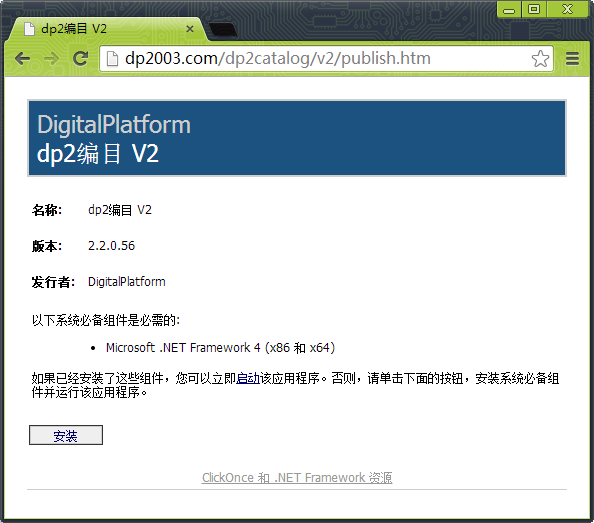 dp2编目 V2
dp2003.com/dp2catalog/v2/publish.htm
DigitalPlatform
dp2编目 V2
名称: dp2编目 V2
版本: 2.2.0.56
发行者: DigitalPlatform
以下系统必备组件是必需的:
• Microsoft .NET Framework 4 (x86 和 x64)
如果已经安装了这些组件，您可以立即启动该应用程序。否则，请单击下面的按钮，安装系统必备组
件并运行该应用程序。
安装
ClickOnce 和 .NET Framework 资源